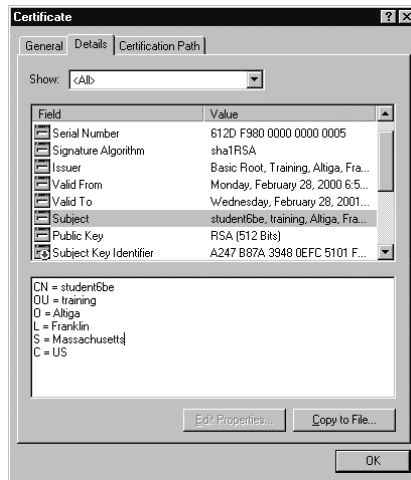 Certificate
General Details Certification Path
Show: <All>
Field Value
Serial Number 612D F980 0000 0000 0005
Signature Algorithm sha1RSA
Issuer Basic Root, Training, Altiga, Fra...
Valid From Monday, February 28, 2000 6:5...
Valid To Wednesday, February 28, 2001...
Subject student6be, training, Altiga, Fra...
Public Key RSA (512 Bits)
Subject Key Identifier A247 B87A 3948 0EFC 5101 F...
CN = student6be
OU = training
O = Altiga
L = Franklin
S = Massachusetts
C = US
Edit Properties... Copy to File...
OK